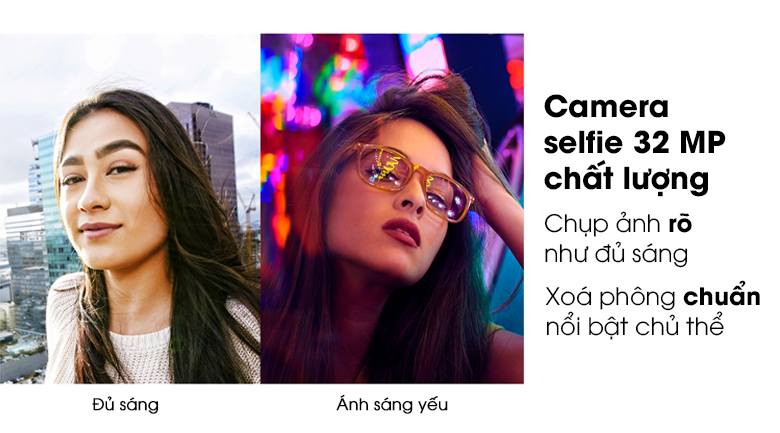 Camera
selfie 32 MP
chất lượng
Chụp ảnh rõ
như đủ sáng
Xoá phông chuẩn
nổi bật chủ thể
Đủ sáng
Ánh sáng yếu